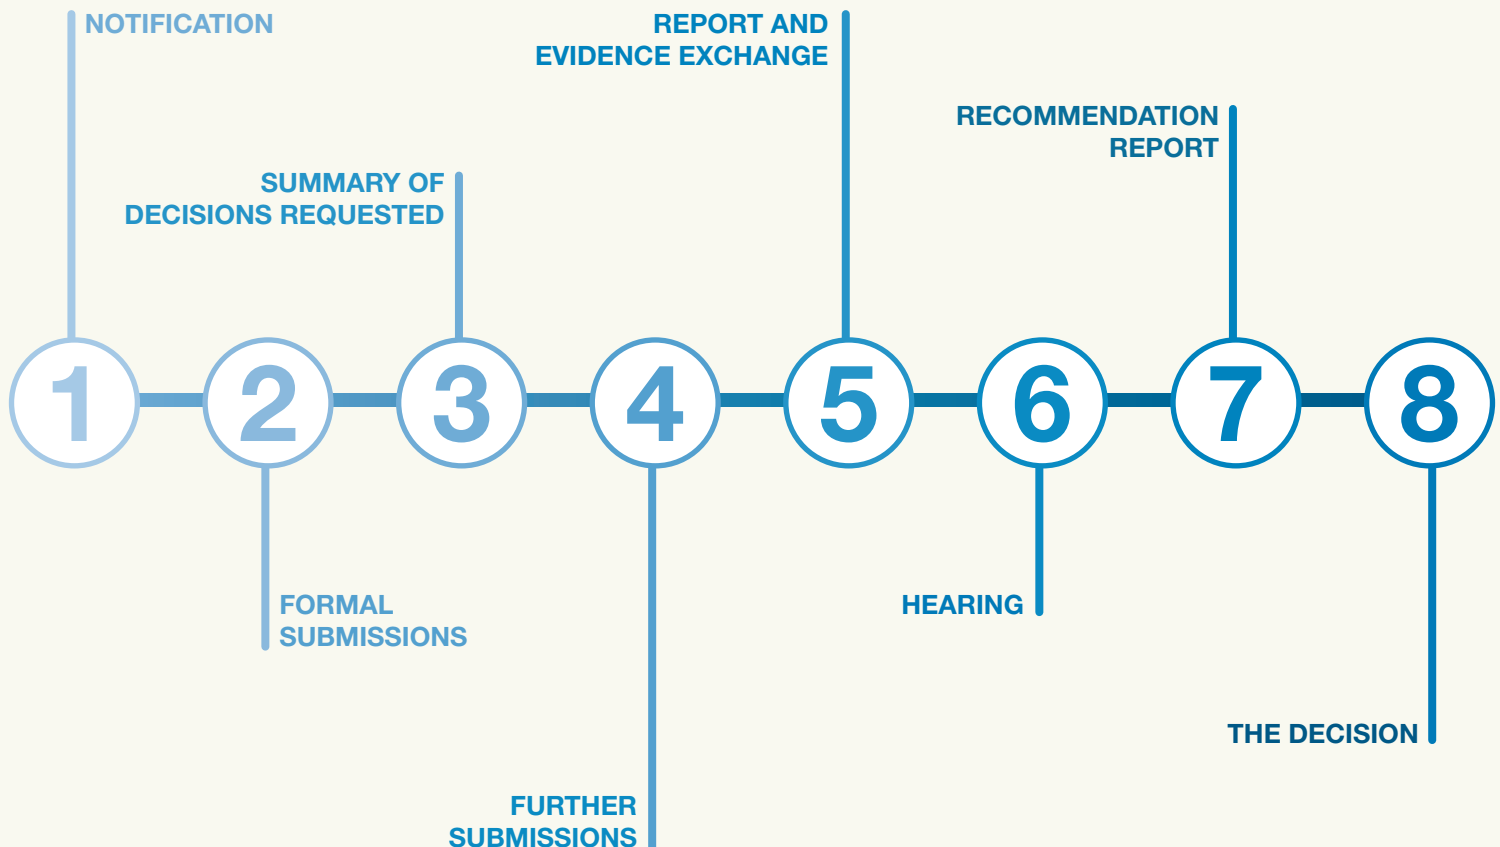 NOTIFICATION
REPORT AND
EVIDENCE EXCHANGE
RECOMMENDATION
REPORT
SUMMARY OF
DECISIONS REQUESTED
1 2 3 4 5 6 7 8
FORMAL
SUBMISSIONS
HEARING
THE DECISION
FURTHER
SUBMISSIONS